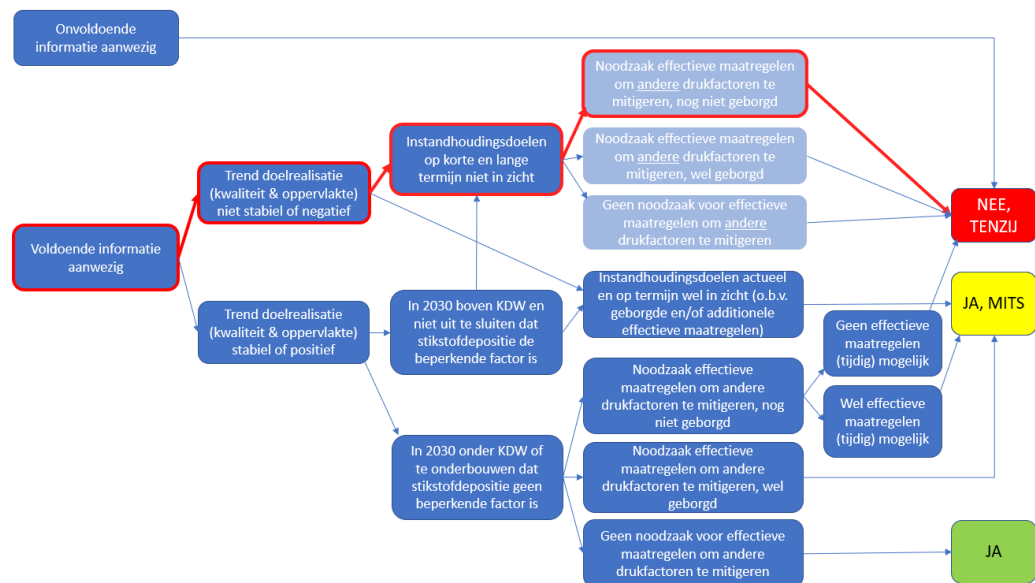 Onvoldoende
informatie aanwezig
Voldoende informatie
aanwezig
Trend doelrealisatie
(kwaliteit & oppervlakte)
niet stabiel of negatief
Trend doelrealisatie
(kwaliteit & oppervlakte)
stabiel of positief
Instandhoudingsdoelen
op korte en lange
termijn niet in zicht
In 2030 boven KDW en
niet uit te sluiten dat
stikstofdepositie de
beperkende factor is
In 2030 onder KDW of
te onderbouwen dat
stikstofdepositie geen
beperkende factor is
Noodzaak effectieve maatregelen
om andere drukfactoren te
mitigeren, nog niet geborgd
Noodzaak effectieve maatregelen
om andere drukfactoren te
mitigeren, wel geborgd
Geen noodzaak voor effectieve
maatregelen om andere
drukfactoren te mitigeren
Instandhoudingsdoelen actueel
en op termijn wel in zicht (o.b.v.
geborgde en/of additionele
effectieve maatregelen)
Noodzaak effectieve
maatregelen om andere
drukfactoren te mitigeren, nog
niet geborgd
Noodzaak effectieve
maatregelen om andere
drukfactoren te mitigeren, wel
geborgd
Geen noodzaak voor effectieve
maatregelen om andere
drukfactoren te mitigeren
Geen effectieve
maatregelen
(tijdig) mogelijk
Wel effectieve
maatregelen
(tijdig) mogelijk
NEE,
TENZIJ
JA, MITS
JA